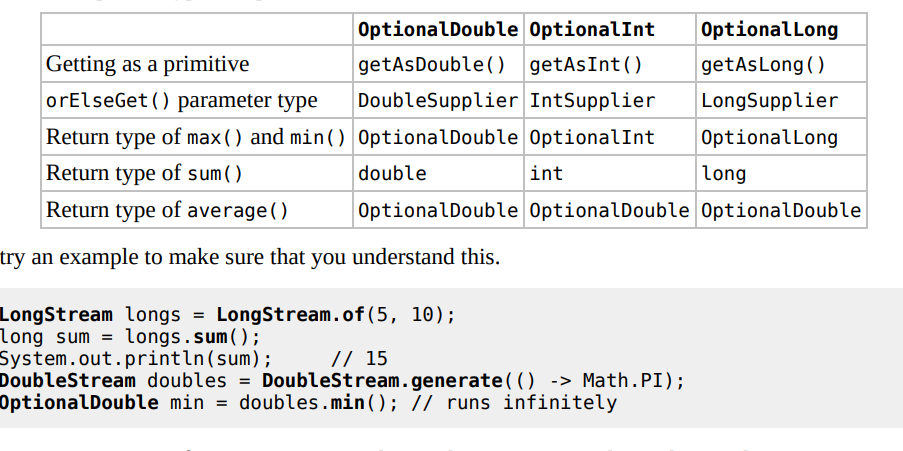 OptionalDouble OptionalInt OptionalLong
Getting as a primitive getAsDouble() getAsInt() getAsLong()
orElseGet() parameter type DoubleSupplier IntSupplier LongSupplier
Return type of max() and min() OptionalDouble OptionalInt OptionalLong
Return type of sum() double int long
Return type of average() OptionalDouble OptionalDouble OptionalDouble
try an example to make sure that you understand this.
LongStream longs = LongStream.of(5, 10);
long sum = longs.sum();
System.out.println(sum);     // 15
DoubleStream doubles = DoubleStream.generate(() -> Math.PI);
OptionalDouble min = doubles.min(); // runs infinitely